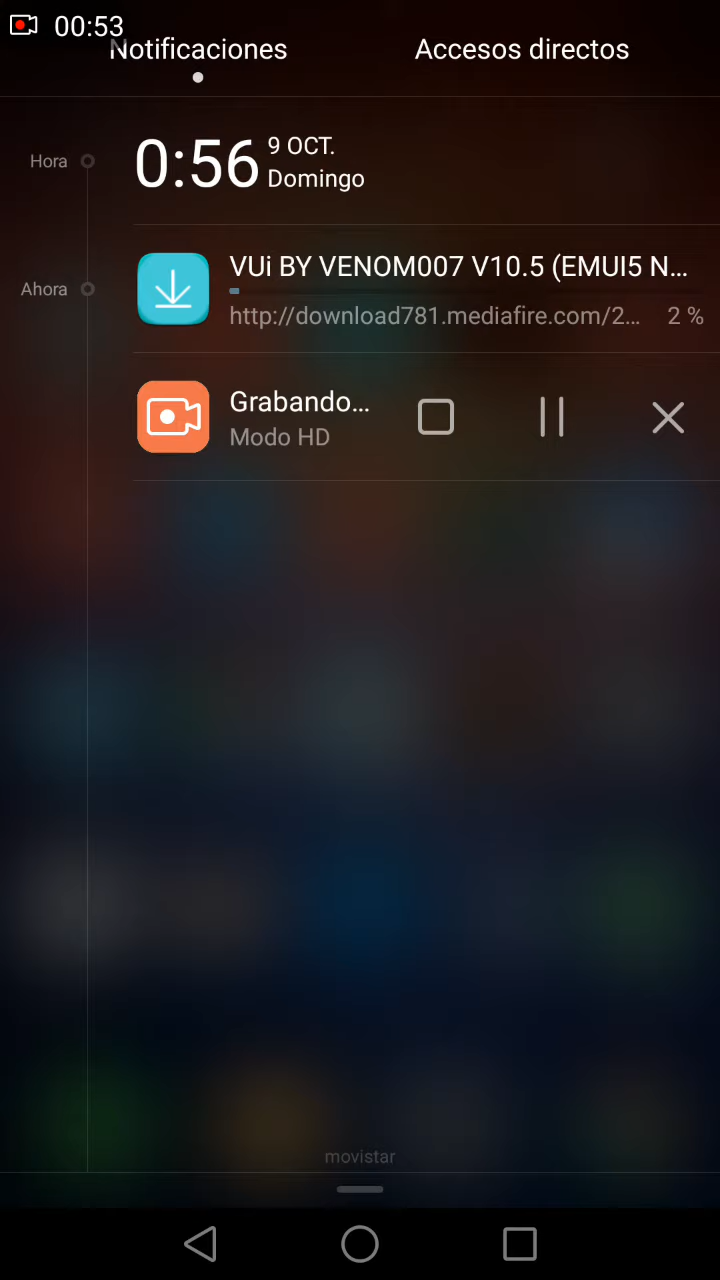 00:53
Notificaciones
Accesos directos
Hora
0:56
9 OCT.
Domingo
Ahora
VUi BY VENOM007 V10.5 (EMUI5 N...
http://download781.mediafire.com/2...
2 %
Grabando...
Modo HD
movistar